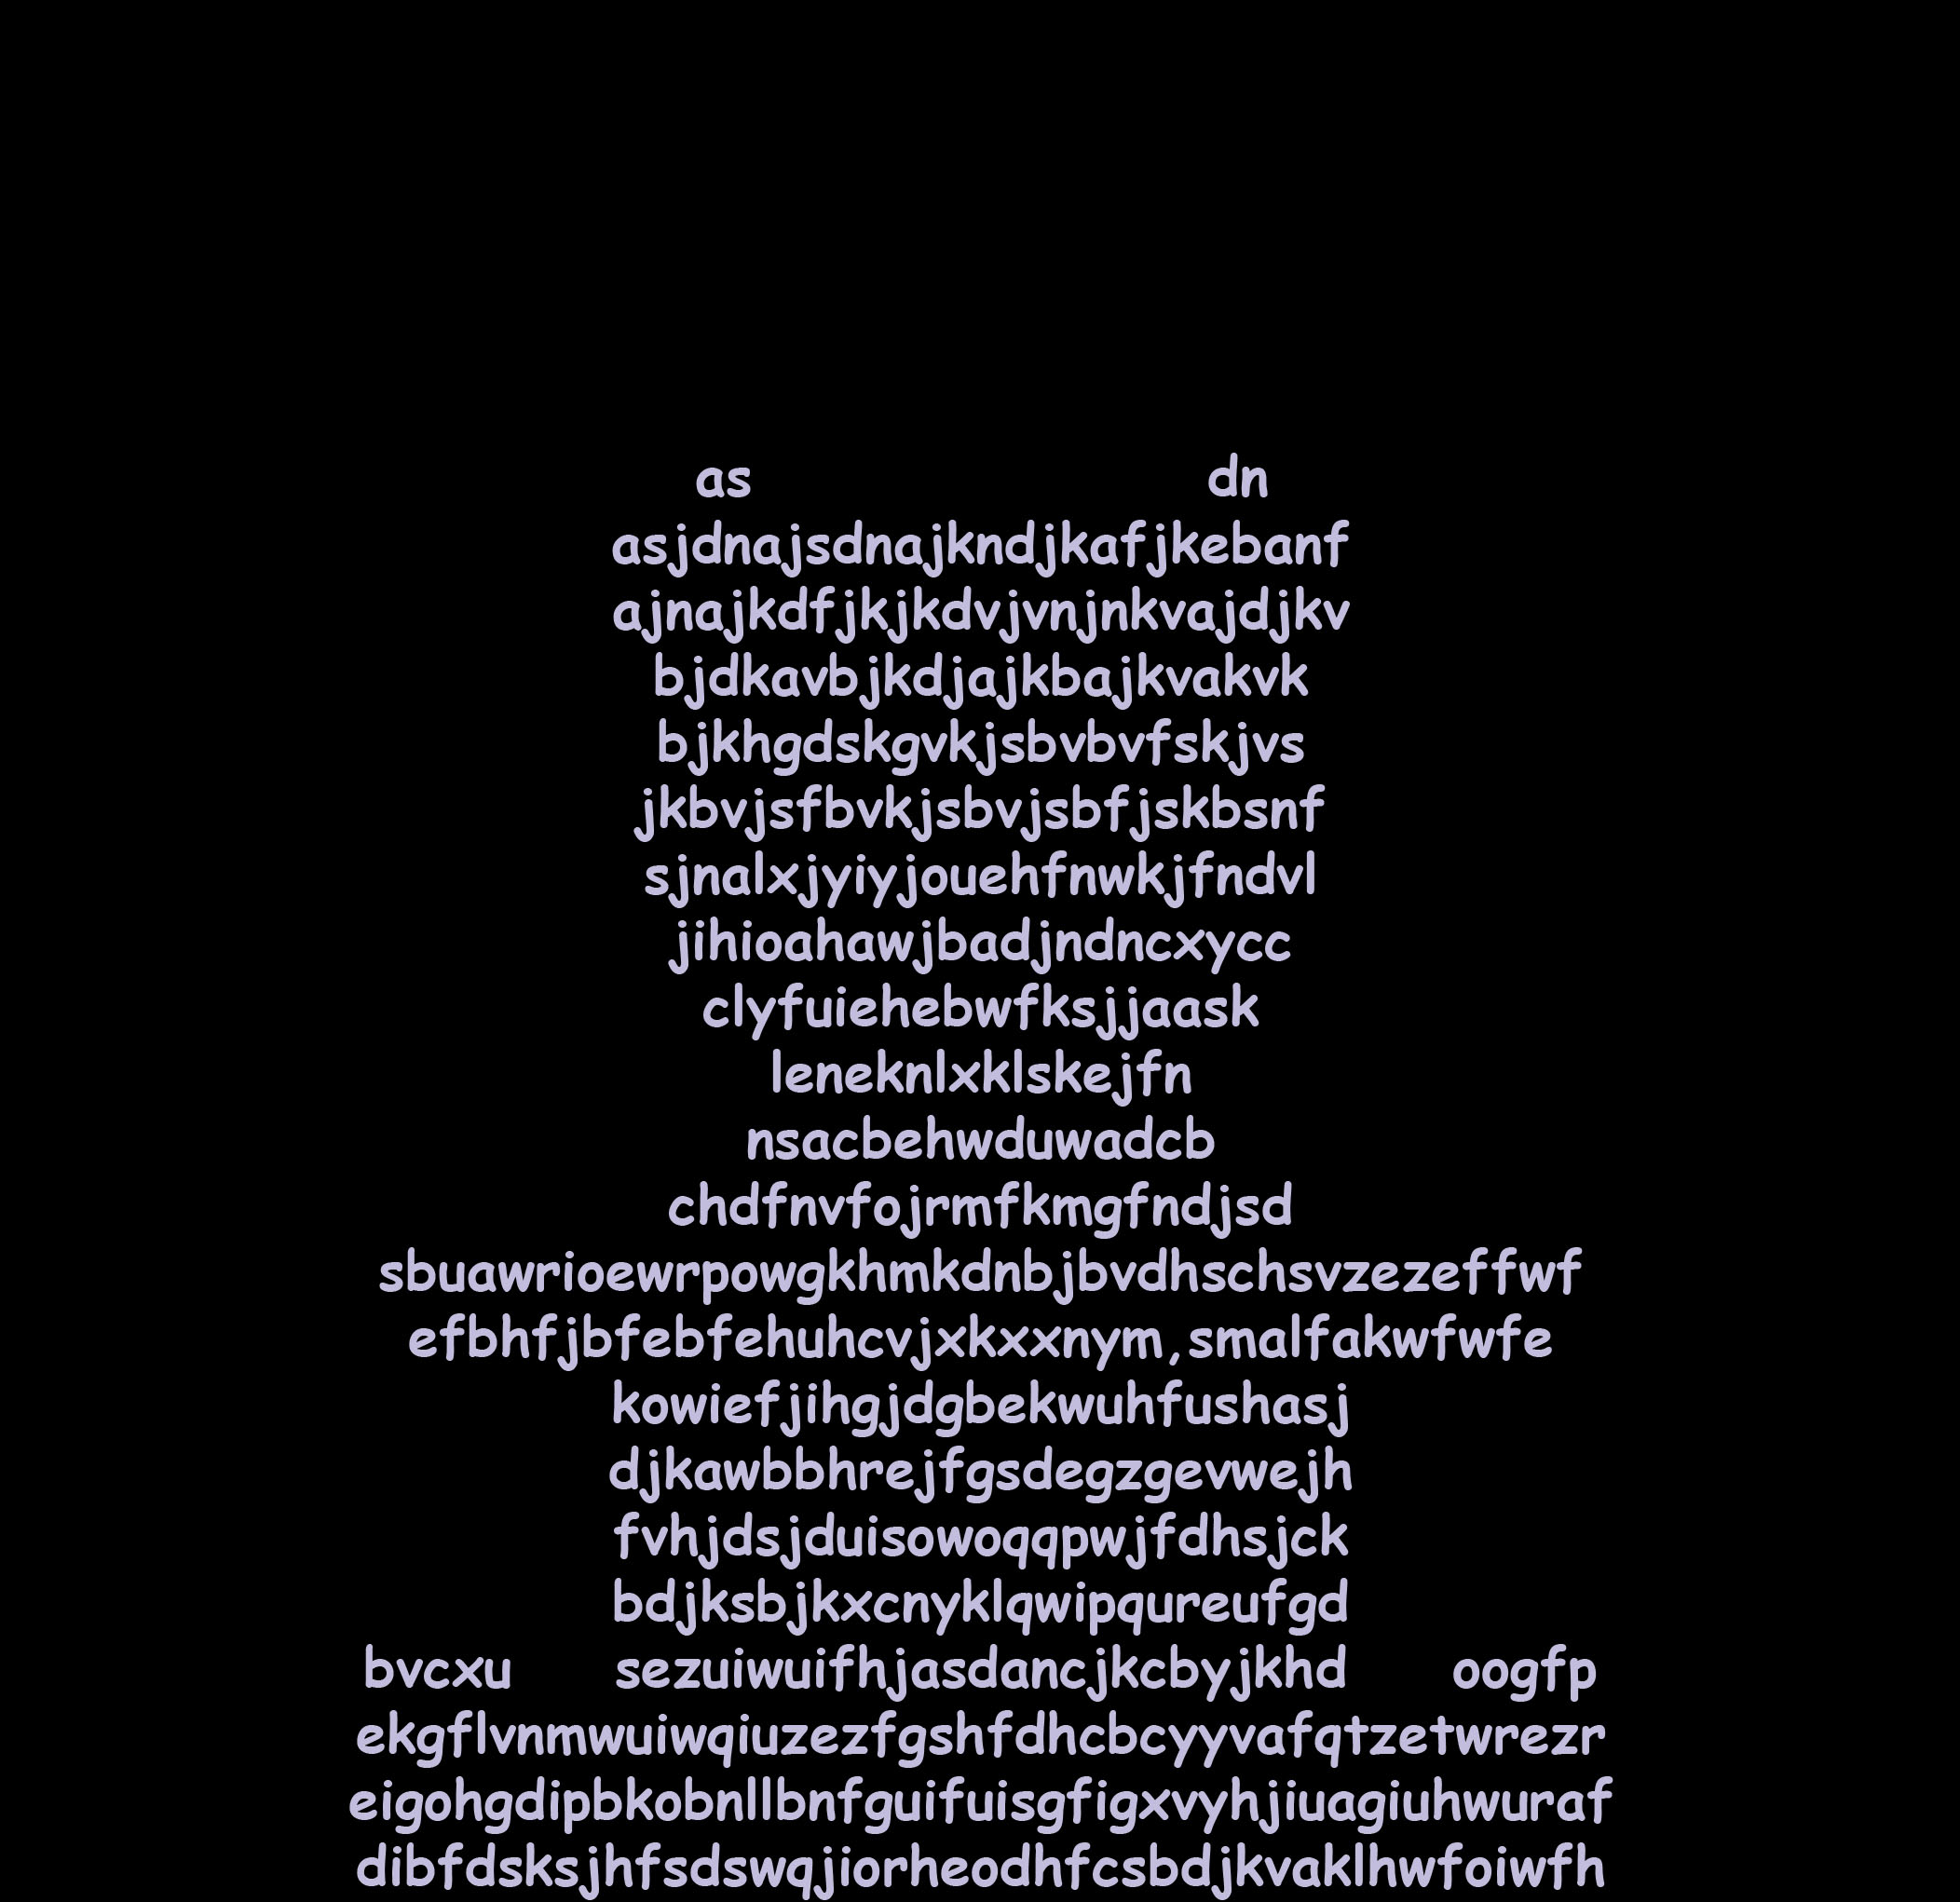 as dn
asjdnajsdnajkndjkafjkebanf
ajnajkdfjkjkdvjvnjnkvajdjkv
bjdkavbjkdjajkbajkvakvk
bjkhgdskgvkjsbvbvfskjvs
jkbvjsfbvkjsbvjsbfjskbsnf
sjnalxjyiyjouehfnwkjfndvl
jihioahawjbadjndncxycc
clyfuiehebwfksjjaask
leneknlxklskejfn
nsacbehwduwadcb
chdfnvfojrmfkmgfndjsd
sbuawrioewrpowgkhmkdnbjbvdhschsvzezeffwf
efbhfjbfebfehuhcvjxkxxnym,smalfakwfwfe
kowiefjihgjdgbekwuhfushasj
djkawbbhrejfgsdegzgevwejh
fvhjdsjduisowoqqpwjfdhsjck
bdjksbjkxcnyklqwipqureufgd
bvcxu sezuiwuifhjasdancjkcbyjkhd oogfp
ekgflvnmwuiwqiuzezfgshfdhcbcyyvafqtzetwrezr
eigohgdipbkobnllbnfguifuisgfigxvyhjiuagiuhwuraf
dibfdsksjhfsdswqjiorheodhfcsbdjkvaklhwfoiwfh